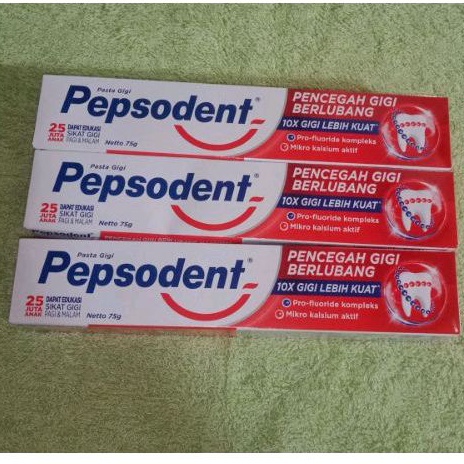 Pasta Gigi
Pepsodent®
25 JUTA ANAK
DAPAT EDUKASI
SIKAT GIGI
PAGI & MALAM
Netto 75g
PENCEGAH GIGI
BERLUBANG
10X GIGI LEBIH KUAT*
Pro-fluoride kompleks
Mikro kalsium aktif
Pasta Gigi
Pepsodent®
25 JUTA ANAK
DAPAT EDUKASI
SIKAT GIGI
PAGI & MALAM
Netto 75g
PENCEGAH GIGI
BERLUBANG
10X GIGI LEBIH KUAT*
Pro-fluoride kompleks
Mikro kalsium aktif
Pepsodent
PENCEGAH GIGI
Pasta Gigi
Pepsodent®
25 JUTA ANAK
DAPAT EDUKASI
SIKAT GIGI
PAGI & MALAM
Netto 75g
PENCEGAH GIGI
BERLUBANG
10X GIGI LEBIH KUAT*
Pro-fluoride kompleks
Mikro kalsium aktif